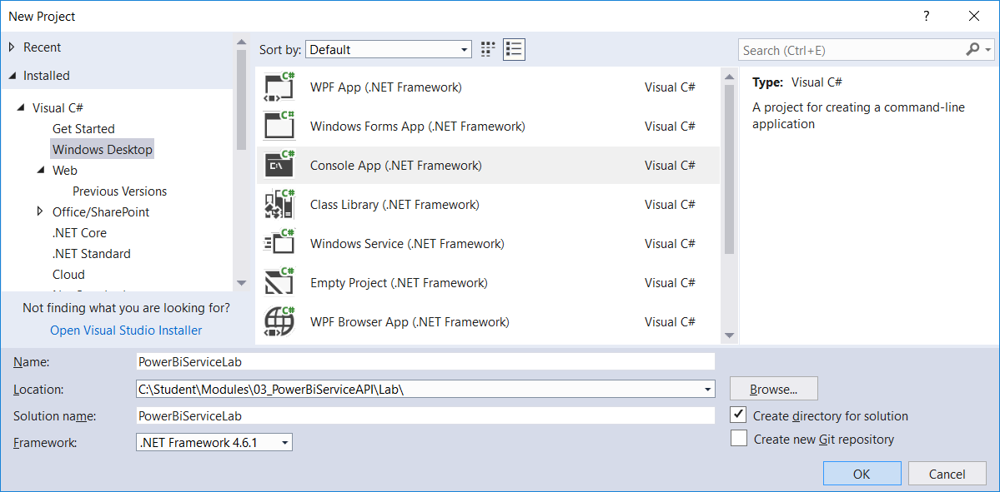 New Project
?
Recent
Installed
Visual C#
Get Started
Windows Desktop
Web
Previous Versions
Office/SharePoint
.NET Core
.NET Standard
Cloud
Not finding what you are looking for?
Open Visual Studio Installer
Sort by: Default
C# WPF App (.NET Framework) Visual C#
C# Windows Forms App (.NET Framework) Visual C#
C# C:\ Console App (.NET Framework) Visual C#
C# Class Library (.NET Framework) Visual C#
C# Windows Service (.NET Framework) Visual C#
C# Empty Project (.NET Framework) Visual C#
C# WPF Browser App (.NET Framework) Visual C#
Search (Ctrl+E)
Type: Visual C#
A project for creating a command-line
application
Name: PowerBiServiceLab
Location: C:\Student\Modules\03_PowerBiServiceAPI\Lab\ Browse...
Solution name: PowerBiServiceLab Create directory for solution
Framework: .NET Framework 4.6.1 Create new Git repository
OK Cancel